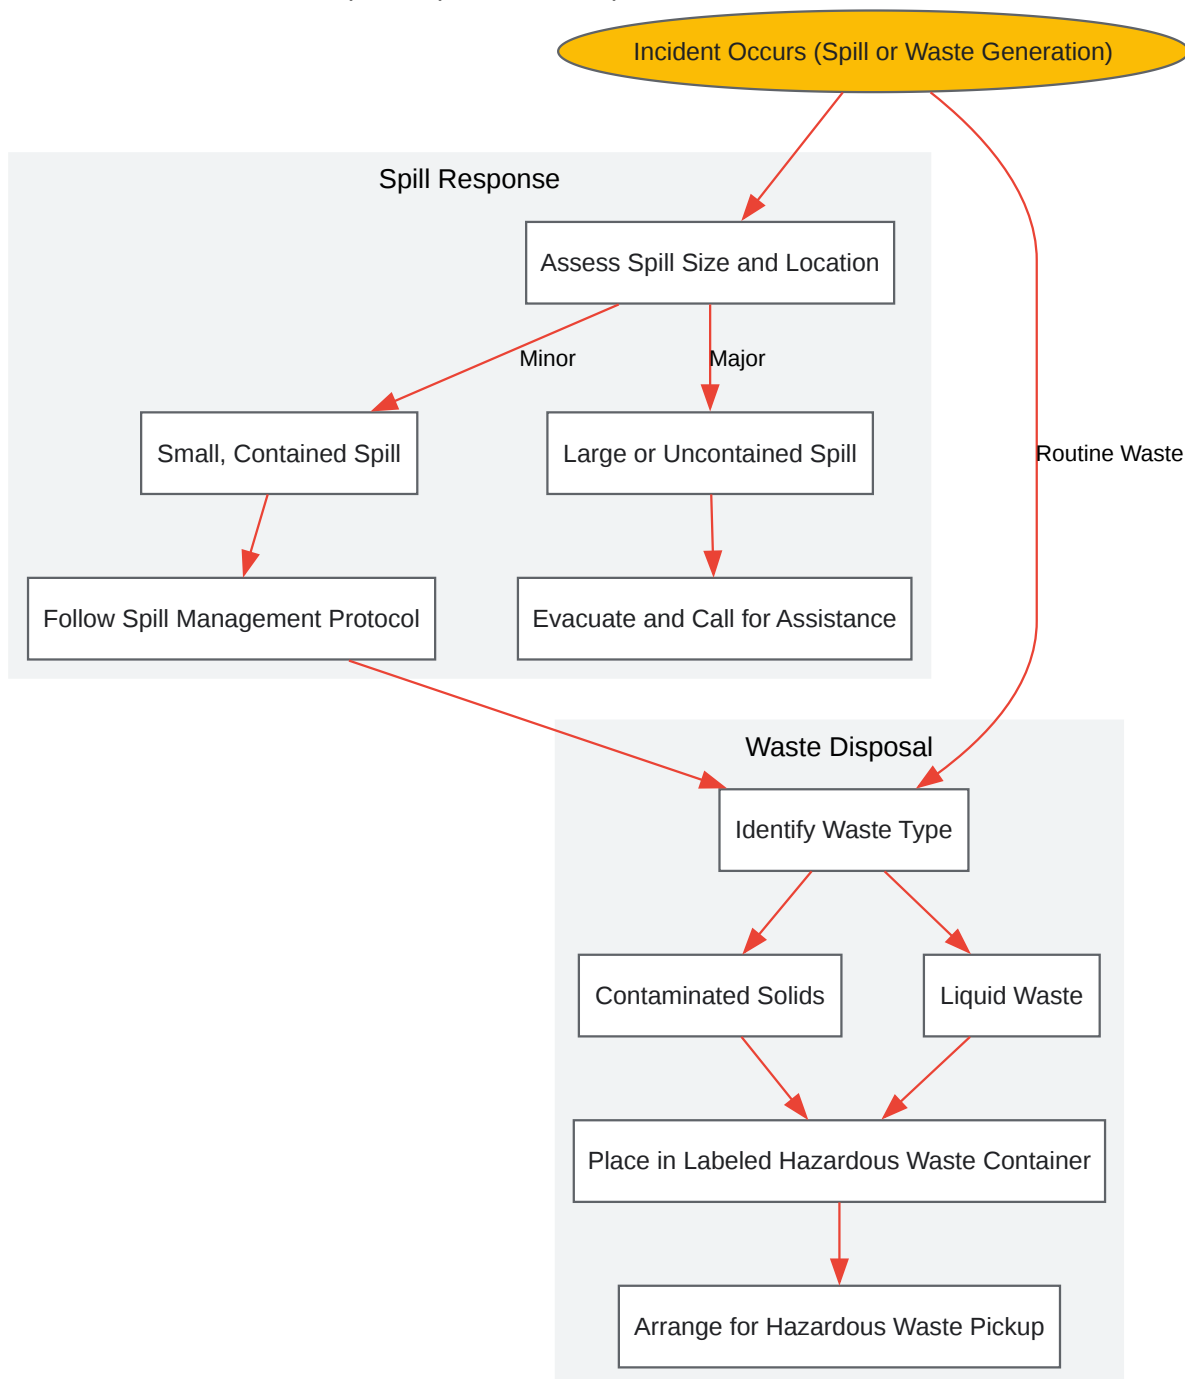 Incident Occurs (Spill or Waste Generation)
Spill Response
Assess Spill Size and Location
Minor
Major
Small, Contained Spill
Large or Uncontained Spill
Routine Waste
Follow Spill Management Protocol
Evacuate and Call for Assistance
Waste Disposal
Identify Waste Type
Contaminated Solids
Liquid Waste
Place in Labeled Hazardous Waste Container
Arrange for Hazardous Waste Pickup